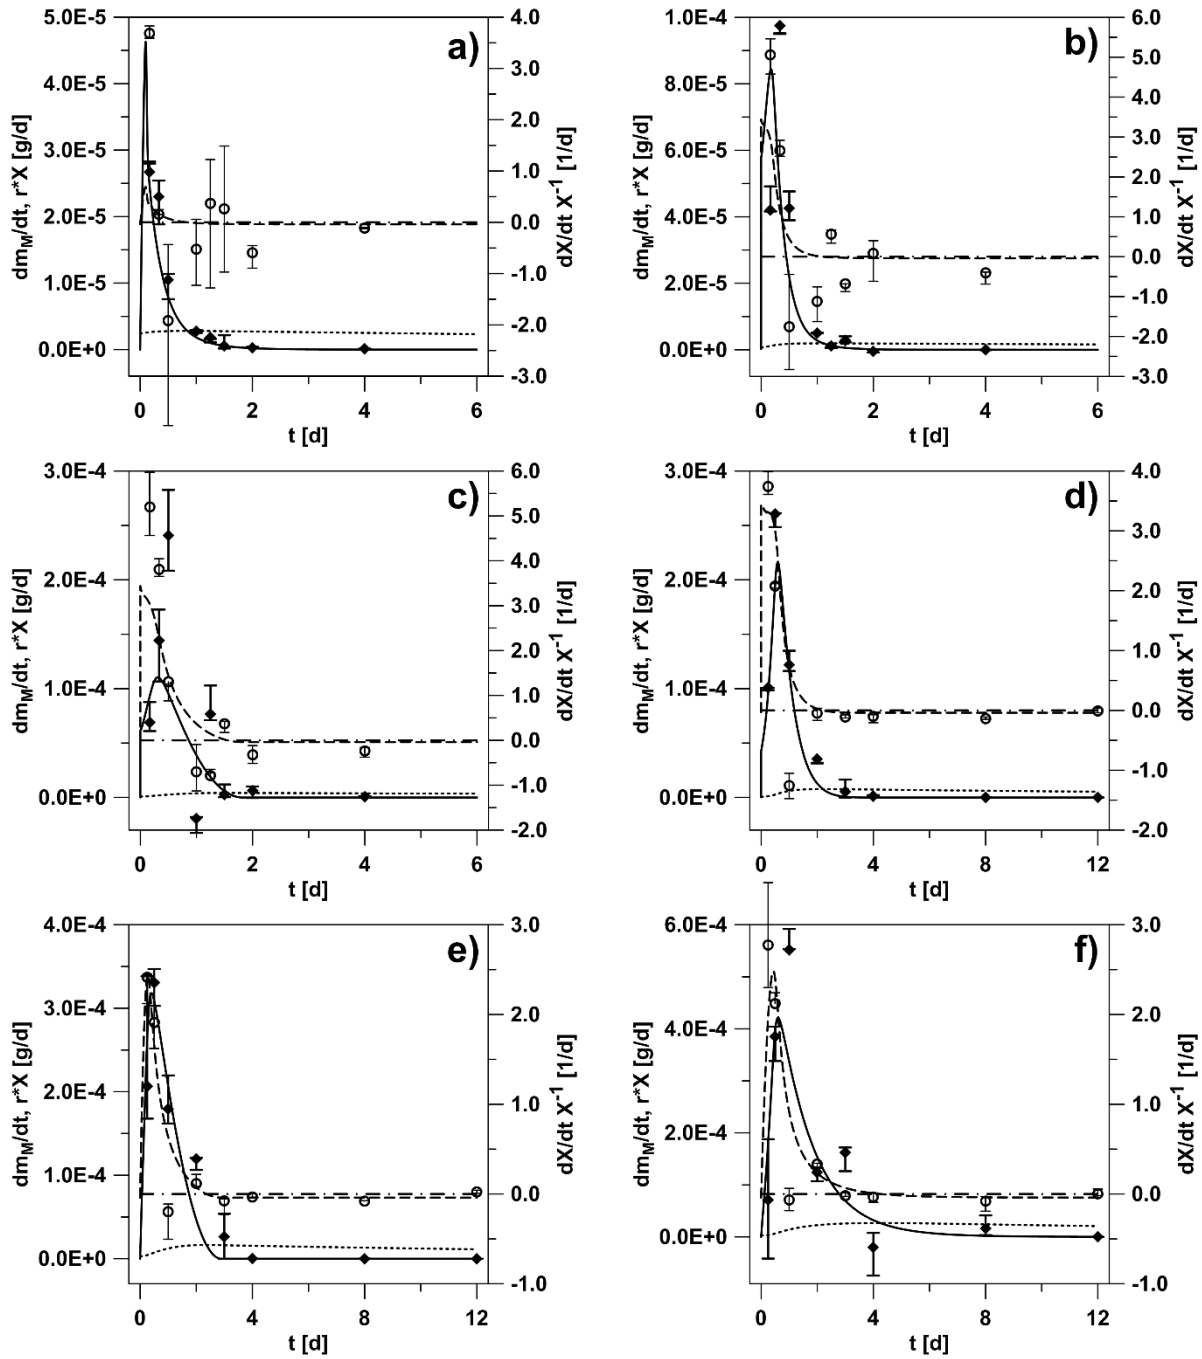 a)
5.0E-5
4.0E-5
3.0E-5
2.0E-5
1.0E-5
0.0E+0
dm_M/dt, r*X [g/d]
4.0
3.0
2.0
1.0
0.0
-1.0
-2.0
-3.0
dX/dt X^-1 [1/d]
0 2 4 6
t [d]
b)
1.0E-4
8.0E-5
6.0E-5
4.0E-5
2.0E-5
0.0E+0
dm_M/dt, r*X [g/d]
6.0
5.0
4.0
3.0
2.0
1.0
0.0
-1.0
-2.0
-3.0
dX/dt X^-1 [1/d]
0 2 4 6
t [d]
c)
3.0E-4
2.0E-4
1.0E-4
0.0E+0
dm_M/dt, r*X [g/d]
6.0
5.0
4.0
3.0
2.0
1.0
0.0
-1.0
-2.0
dX/dt X^-1 [1/d]
0 2 4 6
t [d]
d)
3.0E-4
2.0E-4
1.0E-4
0.0E+0
dm_M/dt, r*X [g/d]
4.0
3.0
2.0
1.0
0.0
-1.0
-2.0
dX/dt X^-1 [1/d]
0 4 8 12
t [d]
e)
4.0E-4
3.0E-4
2.0E-4
1.0E-4
0.0E+0
dm_M/dt, r*X [g/d]
3.0
2.0
1.0
0.0
-1.0
dX/dt X^-1 [1/d]
0 4 8 12
t [d]
f)
6.0E-4
4.0E-4
2.0E-4
0.0E+0
dm_M/dt, r*X [g/d]
3.0
2.0
1.0
0.0
-1.0
dX/dt X^-1 [1/d]
0 4 8 12
t [d]